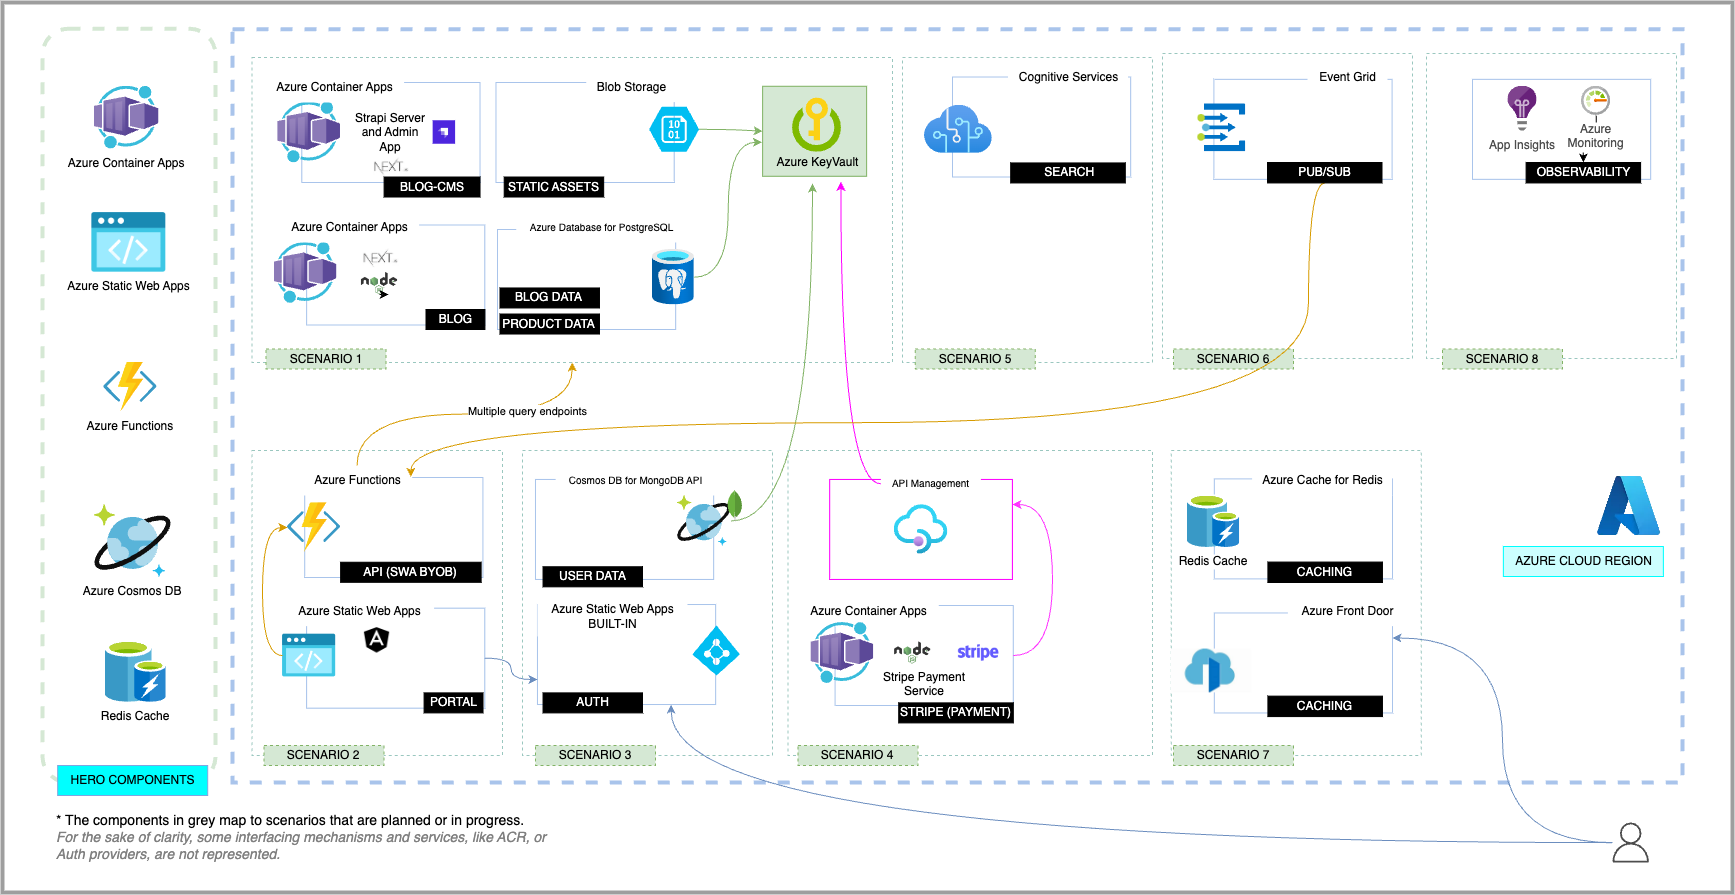 Azure Container Apps
Azure Static Web Apps
Azure Functions
Azure Cosmos DB
Redis Cache
HERO COMPONENTS
Azure Container Apps
Strapi Server
and Admin
App
NEXT.JS
BLOG-CMS
Blob Storage
10
01
STATIC ASSETS
Azure KeyVault
Azure Container Apps
NEXT.JS
node
BLOG
Azure Database for PostgreSQL
BLOG DATA
PRODUCT DATA
SCENARIO 1
Cognitive Services
SEARCH
SCENARIO 5
Event Grid
PUB/SUB
SCENARIO 6
App Insights
Azure
Monitoring
OBSERVABILITY
SCENARIO 8
Multiple query endpoints
Azure Functions
API (SWA BYOB)
Azure Static Web Apps
PORTAL
SCENARIO 2
Cosmos DB for MongoDB API
USER DATA
Azure Static Web Apps
BUILT-IN
AUTH
SCENARIO 3
API Management
Azure Container Apps
node
JS
stripe
Stripe Payment
Service
STRIPE (PAYMENT)
SCENARIO 4
Azure Cache for Redis
Redis Cache
CACHING
Azure Front Door
CACHING
SCENARIO 7
AZURE CLOUD REGION
* The components in grey map to scenarios that are planned or in progress.
For the sake of clarity, some interfacing mechanisms and services, like ACR, or
Auth providers, are not represented.